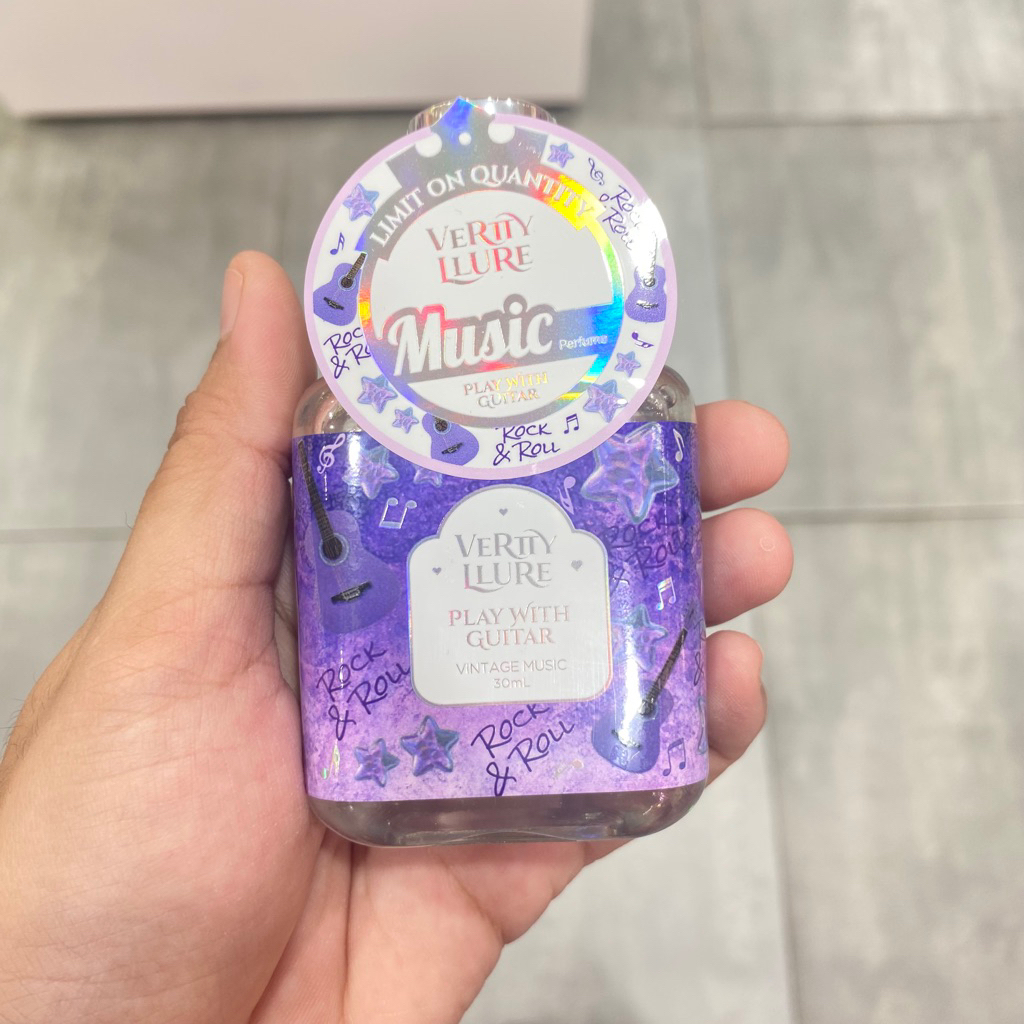 LIMIT ON QUANTITY
VERITY
LLURE
Music Perfume
PLAY WITH
GUITAR
ROCK
& ROLL
ROCK
& ROLL
VERITY
LLURE
PLAY WITH
GUITAR
VINTAGE MUSIC
30mL
ROCK
& ROLL
ROCK
& ROLL